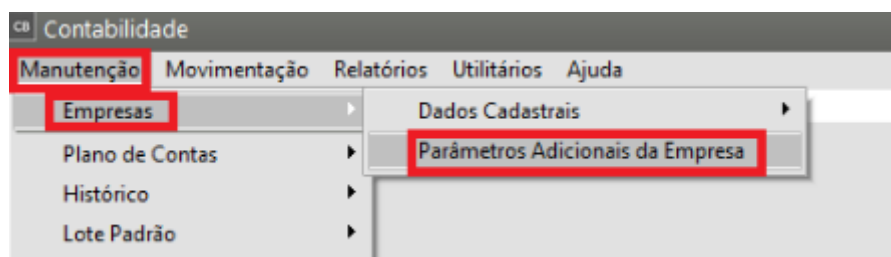 CB Contabilidade
Manutenção Movimentação Relatórios Utilitários Ajuda
Empresas Dados Cadastrais
Plano de Contas Parâmetros Adicionais da Empresa
Histórico
Lote Padrão